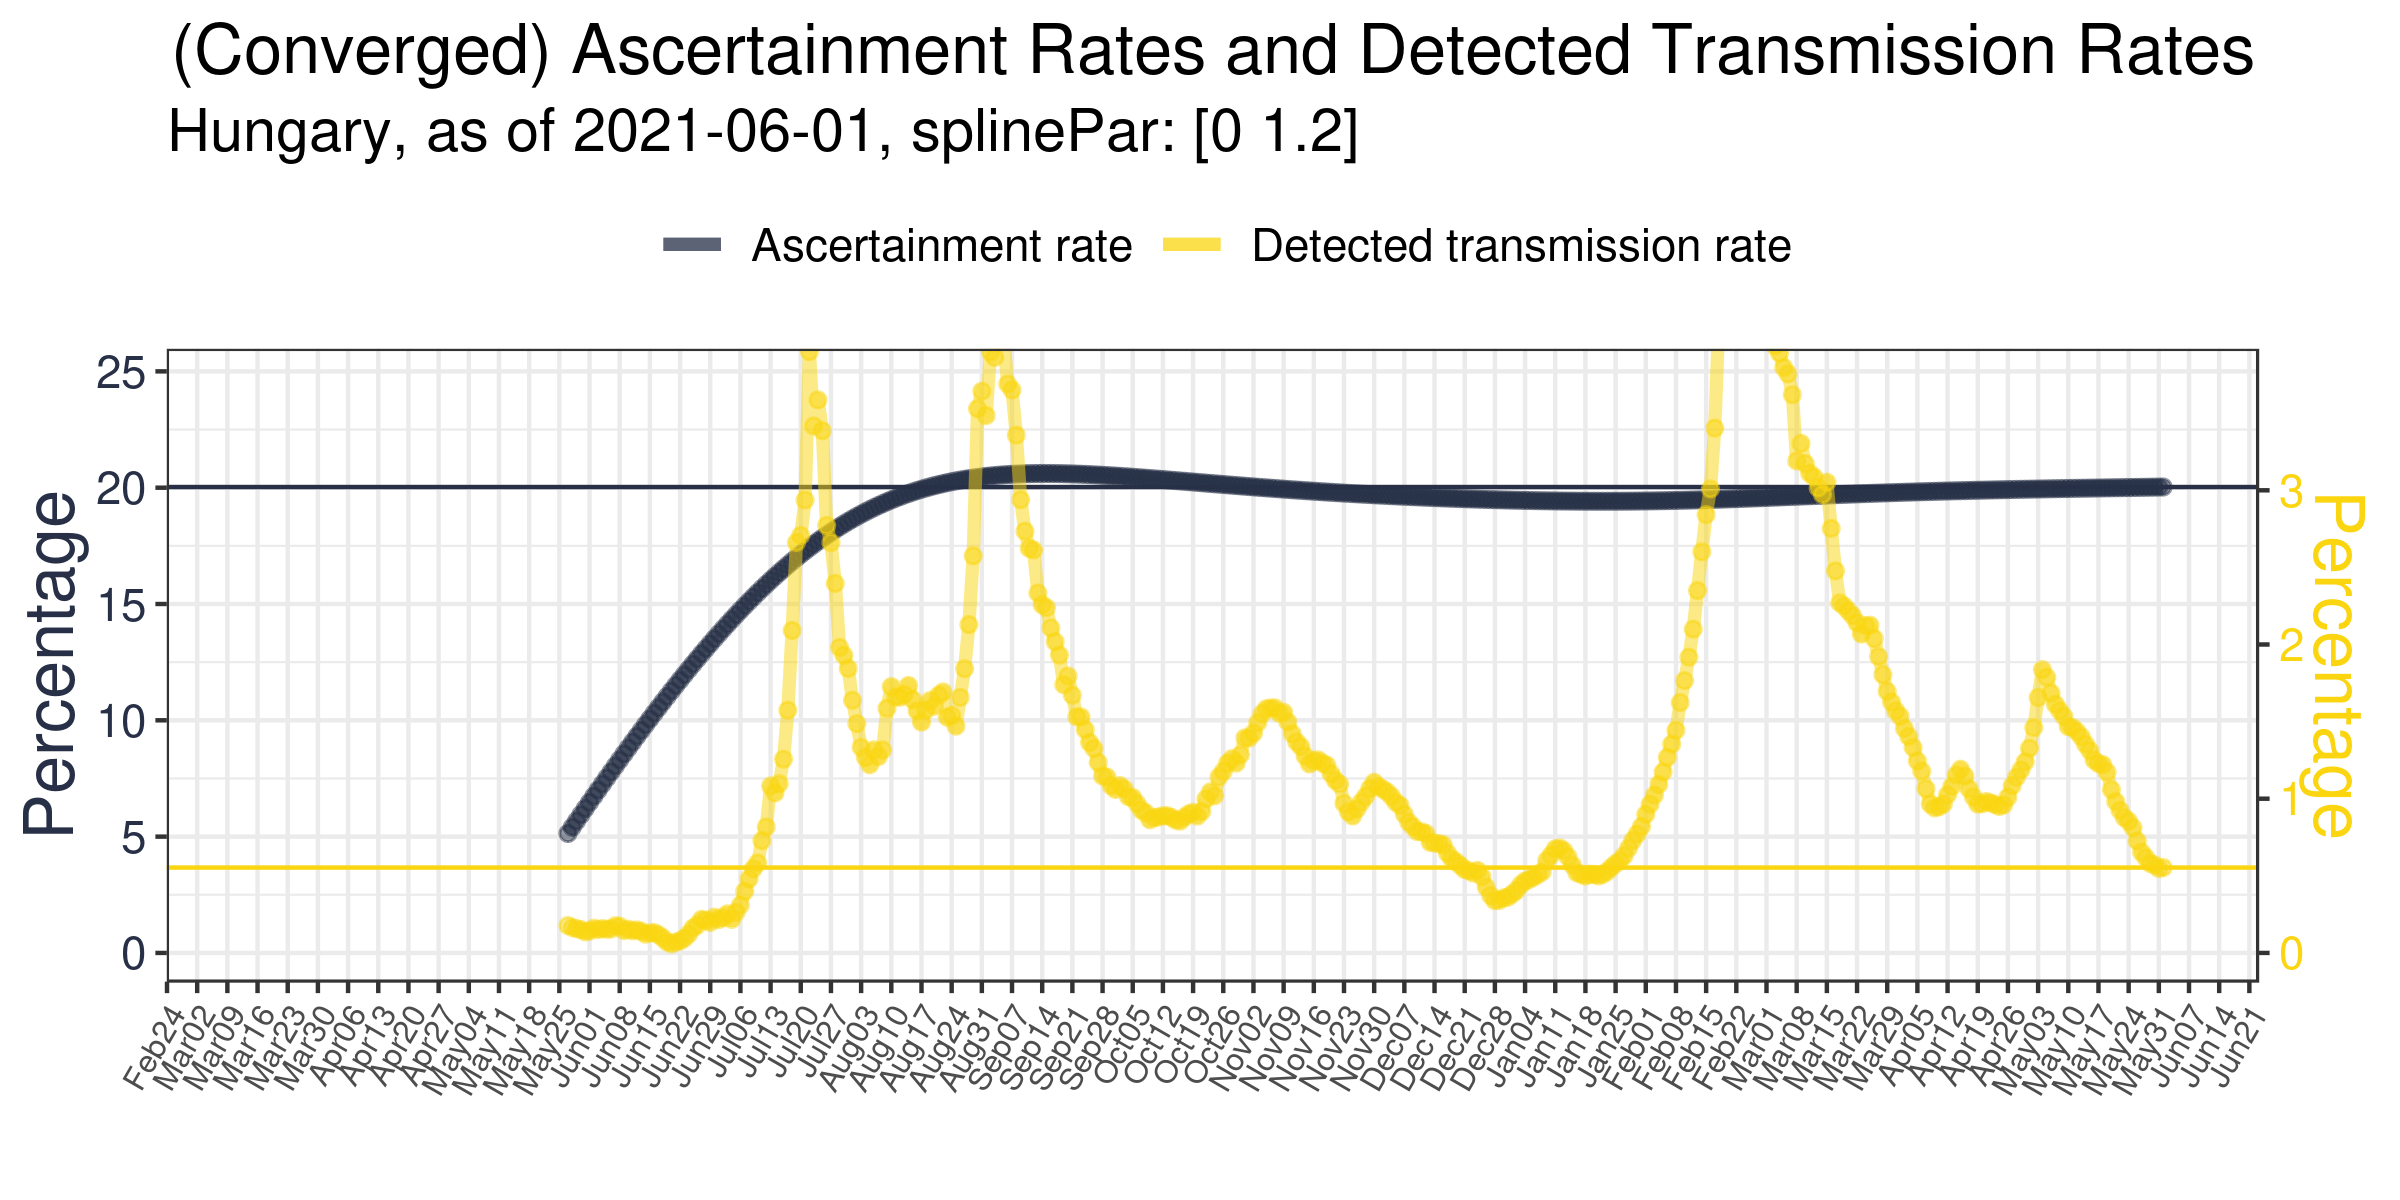 (Converged) Ascertainment Rates and Detected Transmission Rates
Hungary, as of 2021-06-01, splinePar: [0 1.2]
Ascertainment rate
Detected transmission rate
Percentage
25
20
15
10
5
0
3
2
1
0
Percentage
Feb24
Mar02
Mar09
Mar16
Mar23
Mar30
Apr06
Apr13
Apr20
Apr27
May04
May11
May18
May25
Jun01
Jun08
Jun15
Jun22
Jun29
Jul06
Jul13
Jul20
Jul27
Aug03
Aug10
Aug17
Aug24
Aug31
Sep07
Sep14
Sep21
Sep28
Oct05
Oct12
Oct19
Oct26
Nov02
Nov09
Nov16
Nov23
Nov30
Dec07
Dec14
Dec21
Dec28
Jan04
Jan11
Jan18
Jan25
Feb01
Feb08
Feb15
Feb22
Mar01
Mar08
Mar15
Mar22
Mar29
Apr05
Apr12
Apr19
Apr26
May03
May10
May17
May24
May31
Jun07
Jun14
Jun21